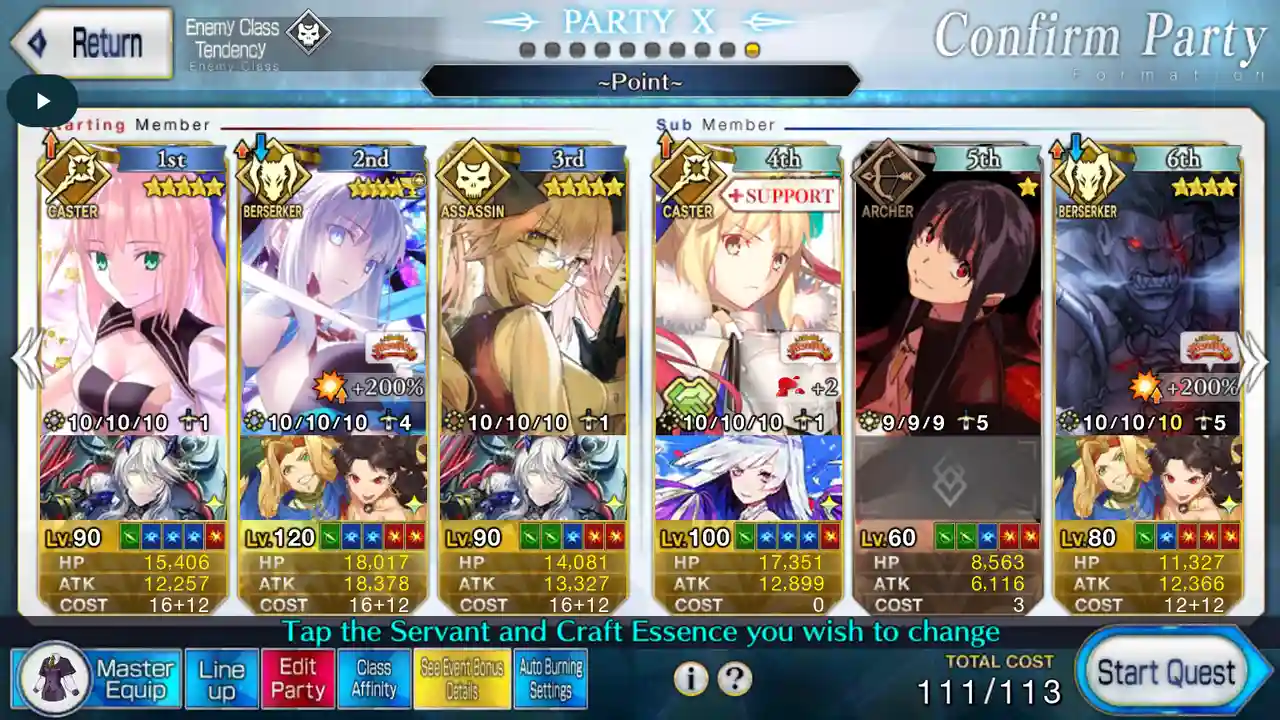 Return
Enemy Class
Tendency
Enemy Class
PARTY X
Confirm Party
Formation
~Point~
Starting Member
Sub Member
1st
CASTER
10/10/10 1
Lv.90
HP 15,406
ATK 12,257
COST 16+12
2nd
BERSERKER
+200%
10/10/10 4
Lv.120
HP 18,017
ATK 18,378
COST 16+12
3rd
ASSASSIN
10/10/10 1
Lv.90
HP 14,081
ATK 13,327
COST 16+12
4th
CASTER
+SUPPORT
+2
10/10/10 1
Lv.100
HP 17,351
ATK 12,899
COST 0
5th
ARCHER
9/9/9 5
Lv.60
HP 8,563
ATK 6,116
COST 3
6th
BERSERKER
+200%
10/10/10 5
Lv.80
HP 11,327
ATK 12,366
COST 12+12
Tap the Servant and Craft Essence you wish to change
Master
Equip
Line
up
Edit
Party
Class
Affinity
See Event Bonus
Details
Auto Burning
Settings
i
?
TOTAL COST
111/113
Start Quest